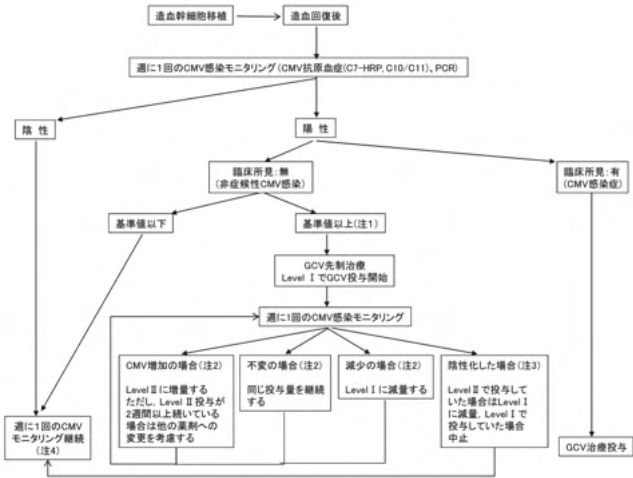 造血幹細胞移植
造血回復後
週に1回のCMV感染モニタリング(CMV抗原血症(C7-HRP, C10/C11)、PCR)
陰 性
陽 性
臨床所見:無
(非症候性CMV感染)
臨床所見:有
(CMV感染症)
基準値以下
基準値以上(注1)
GCV先制治療
Level ⅠでGCV投与開始
週に1回のCMV感染モニタリング
CMV増加の場合(注2)
LevelⅡに増量する
ただし、LevelⅡ投与が
2週間以上続いている
場合は他の薬剤への
変更を考慮する
不変の場合(注2)
同じ投与量を継続
する
減少の場合(注2)
LevelⅠに減量する
陰性化した場合(注3)
LevelⅡで投与し
ていた場合はLevelⅠ
に減量, LevelⅠで
投与していた場合
中止
週に1回のCMV
モニタリング継続
(注4)
GCV治療投与